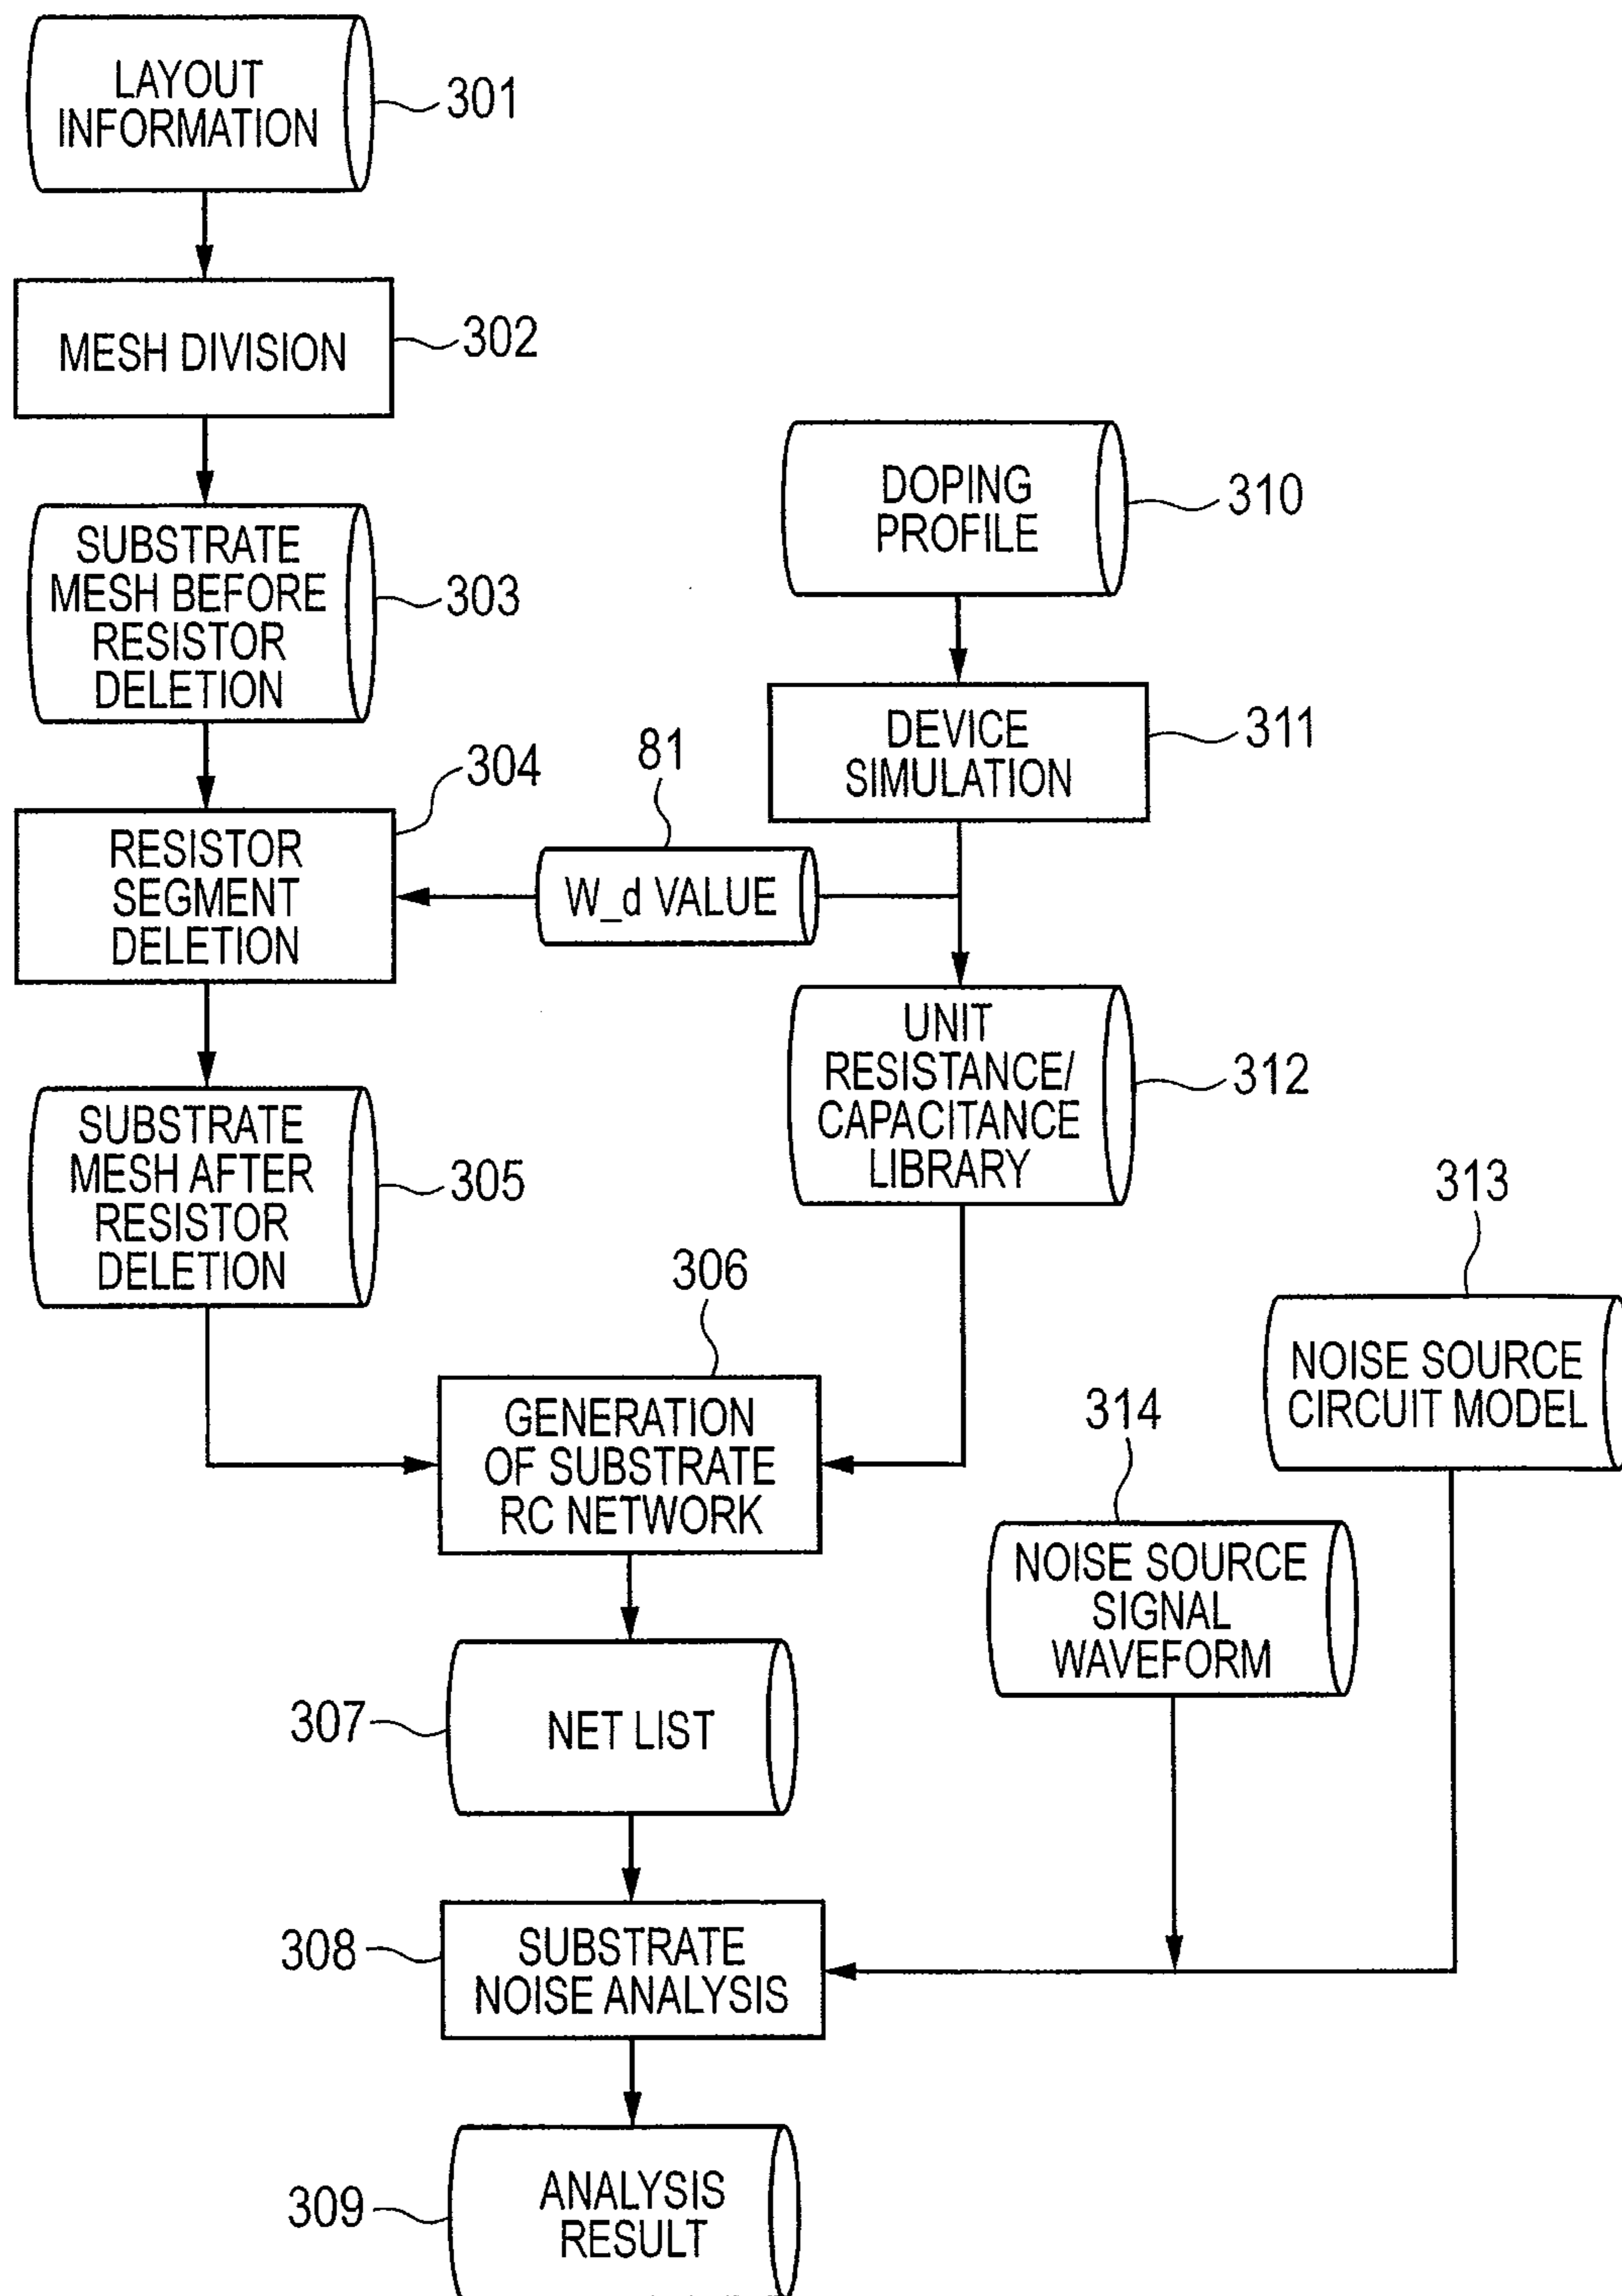 LAYOUT
INFORMATION
301
MESH DIVISION
302
SUBSTRATE
MESH BEFORE
RESISTOR
DELETION
303
DOPING
PROFILE
310
DEVICE
SIMULATION
311
RESISTOR
SEGMENT
DELETION
304
81
W_d VALUE
UNIT
RESISTANCE/
CAPACITANCE
LIBRARY
312
SUBSTRATE
MESH AFTER
RESISTOR
DELETION
305
306
GENERATION
OF SUBSTRATE
RC NETWORK
313
NOISE SOURCE
CIRCUIT MODEL
314
NOISE SOURCE
SIGNAL
WAVEFORM
307
NET LIST
308
SUBSTRATE
NOISE ANALYSIS
309
ANALYSIS
RESULT